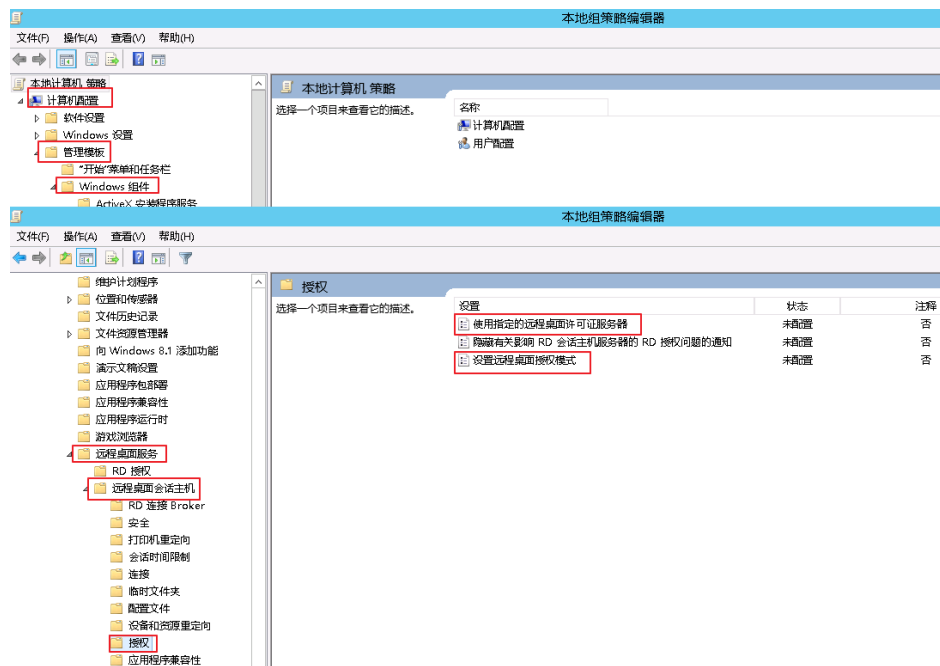 本地组策略编辑器
文件(F) 操作(A) 查看(V) 帮助(H)
本地计算机 策略
计算机配置
软件设置
Windows 设置
管理模板
“开始”菜单和任务栏
Windows 组件
ActiveX 安装程序服务
本地计算机 策略
选择一个项目来查看它的描述。
名称
计算机配置
用户配置
本地组策略编辑器
文件(F) 操作(A) 查看(V) 帮助(H)
维护计划程序
位置和传感器
文件历史记录
文件资源管理器
向 Windows 8.1 添加功能
演示文稿设置
应用程序包部署
应用程序兼容性
应用程序运行时
游戏浏览器
远程桌面服务
RD 授权
远程桌面会话主机
RD 连接 Broker
安全
打印机重定向
会话时间限制
连接
临时文件夹
配置文件
设备和资源重定向
授权
应用程序兼容性
授权
选择一个项目来查看它的描述。
设置 状态 注释
使用指定的远程桌面许可证服务器 未配置 否
隐藏有关影响 RD 会话主机服务器的 RD 授权问题的通知 未配置 否
设置远程桌面授权模式 未配置 否